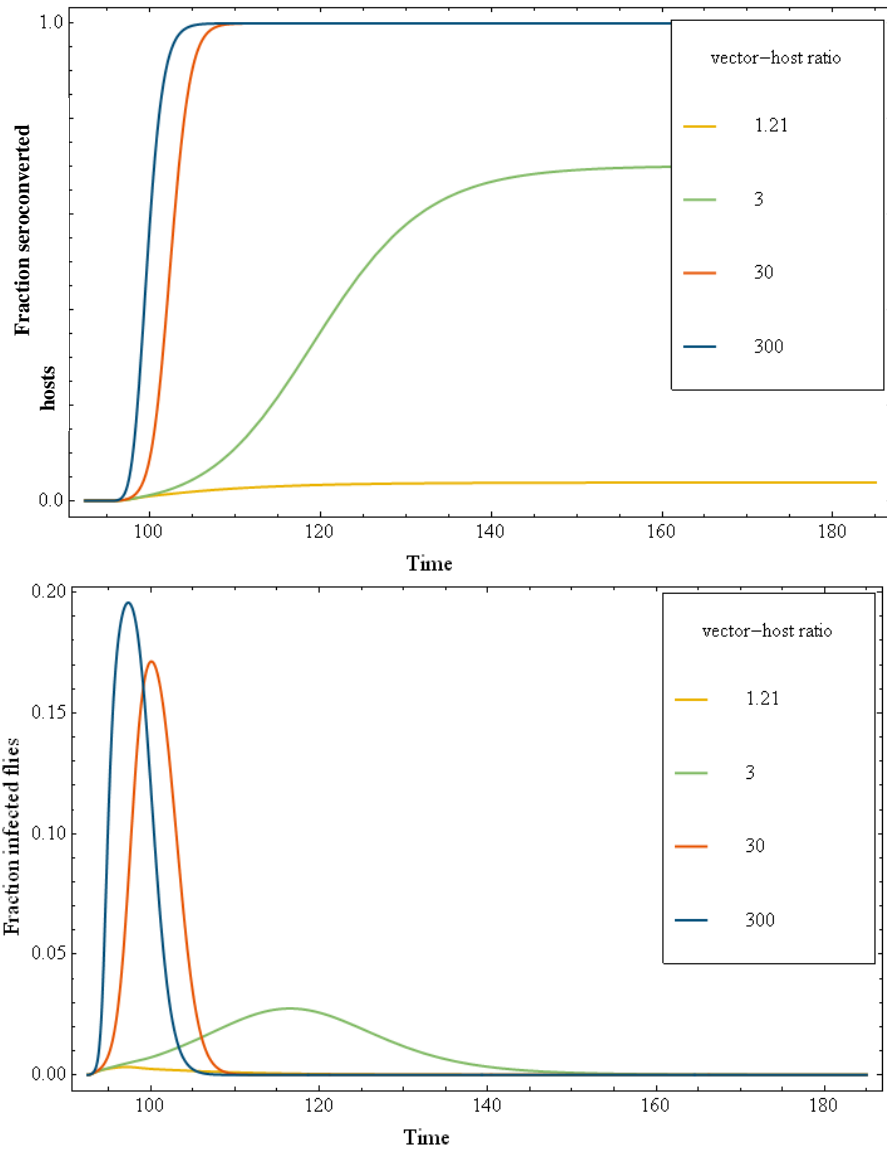 1.0
0.0
Fraction seroconverted
hosts
vector−host ratio
1.21
3
30
300
100 120 140 160 180
Time
0.20
0.15
0.10
0.05
0.00
Fraction infected flies
vector−host ratio
1.21
3
30
300
100 120 140 160 180
Time